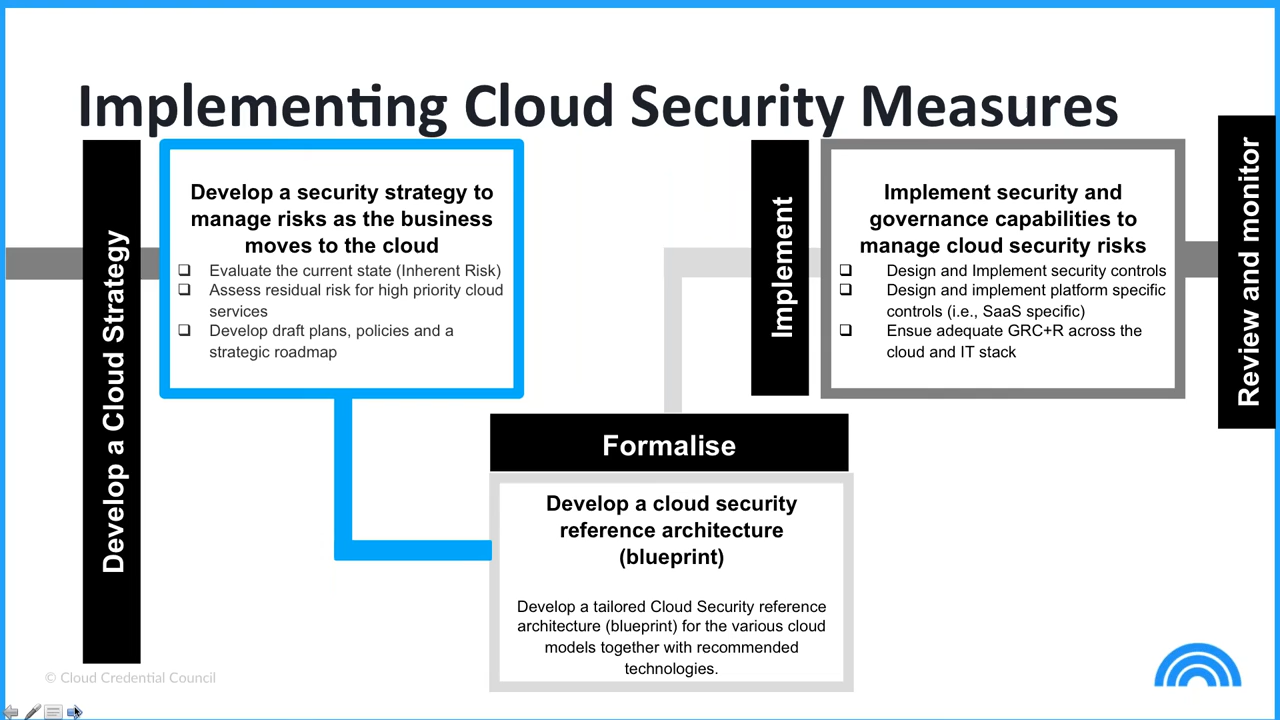 Implementing Cloud Security Measures
Develop a Cloud Strategy
Develop a security strategy to
manage risks as the business
moves to the cloud
❑ Evaluate the current state (Inherent Risk)
❑ Assess residual risk for high priority cloud
services
❑ Develop draft plans, policies and a
strategic roadmap
Formalise
Develop a cloud security
reference architecture
(blueprint)
Develop a tailored Cloud Security reference
architecture (blueprint) for the various cloud
models together with recommended
technologies.
Implement
Implement security and
governance capabilities to
manage cloud security risks
❑ Design and Implement security controls
❑ Design and implement platform specific
controls (i.e., SaaS specific)
❑ Ensue adequate GRC+R across the
cloud and IT stack
Review and monitor
© Cloud Credential Council